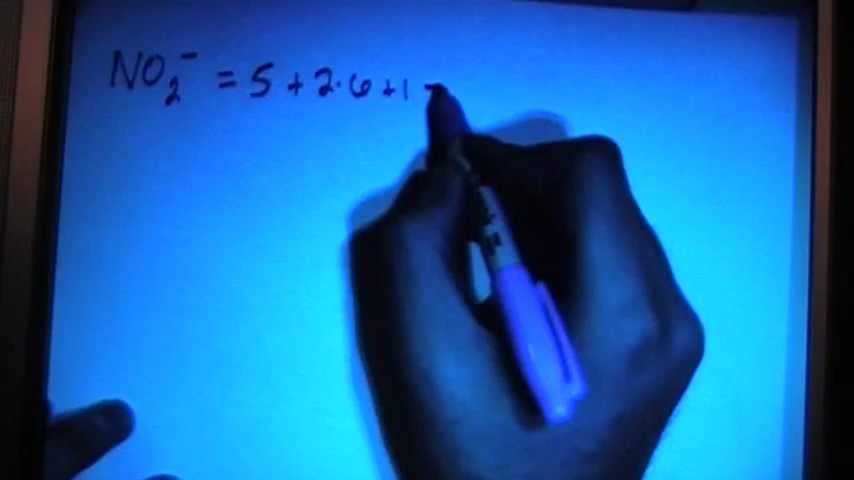 NO₂⁻ = 5 + 2·6 + 1 -